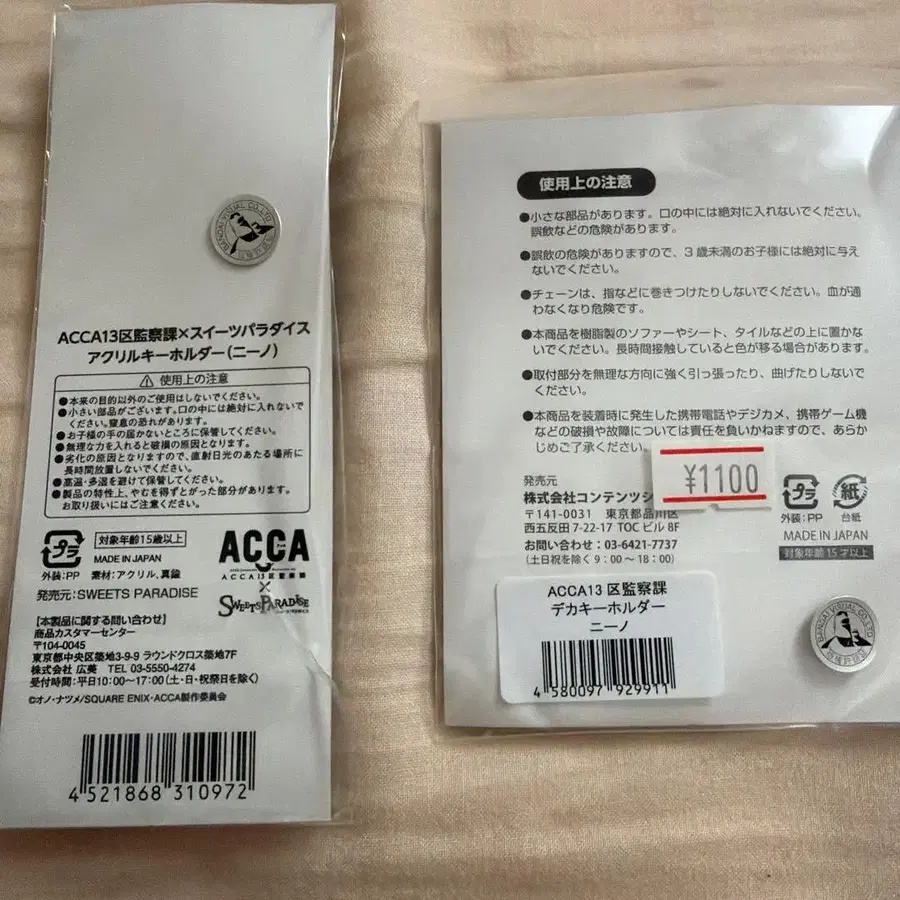 BANDAI VISUAL CO.,LTD.
ACCA13区監察課×スイーツパラダイス
アクリルキーホルダー(ニーノ)
⚠ 使用上の注意
●本来の目的以外のご使用はしないでください。
●小さい部品がございます。口の中には絶対に入れないで
ください。窒息の恐れがあります。
●お子様の手の届かないところに保管してください。
●無理な力を入れると破損の原因となります。
●劣化の原因となりますので、直射日光のあたる場所に
長時間放置しないでください。
●高温・多湿を避けて保管してください。
●製品の特性上、やむを得ずとがった部分があります。
お取り扱いにはご注意ください。
プラ
対象年齢15歳以上
MADE IN JAPAN
外装:PP 素材:アクリル、真鍮
発売元:SWEETS PARADISE
ACCA
ACCA13区監察課
×
SWEETS PARADISE
【本製品に関する問い合わせ】
商品カスタマーセンター
〒104-0045
東京都中央区築地3-9-9 ラウンドクロス築地7F
株式会社 広美 TEL 03-5550-4274
受付時間:平日10:00〜17:00(土・日・祝祭日を除く)
©オノ・ナツメ/SQUARE ENIX・ACCA製作委員会
4 521868 310972
使用上の注意
●小さな部品があります。口の中には絶対に入れないでください。
誤飲などの危険があります。
●誤飲の危険がありますので、3歳未満のお子様には絶対に与え
ないでください。
●チェーンは、指などに巻きつけたりしないでください。血が通
わなくなり危険です。
●本商品を樹脂製のソファーやシート、タイルなどの上に置かな
いでください。長時間接触していると色が移る場合があります。
●取付部分を無理な方向に強く引っ張ったり、曲げたりしないで
ください。
●本商品を装着時に発生した携帯電話やデジカメ、携帯ゲーム機
などの破損や故障については責任を負いかねますので、あらか
じめご了承ください。
¥1100
発売元
株式会社コンテンツシ
〒141-0031 東京都品川区
西五反田 7-22-17 TOC ビル 8F
お問い合わせ:03-6421-7737
(土日祝を除く 9:00〜18:00)
プラ
紙
外装:PP
台紙
MADE IN JAPAN
対象年齢 15 才以上
ACCA13 区監察課
デカキーホルダー
ニーノ
4 580097 929911
BANDAI VISUAL CO.,LTD.